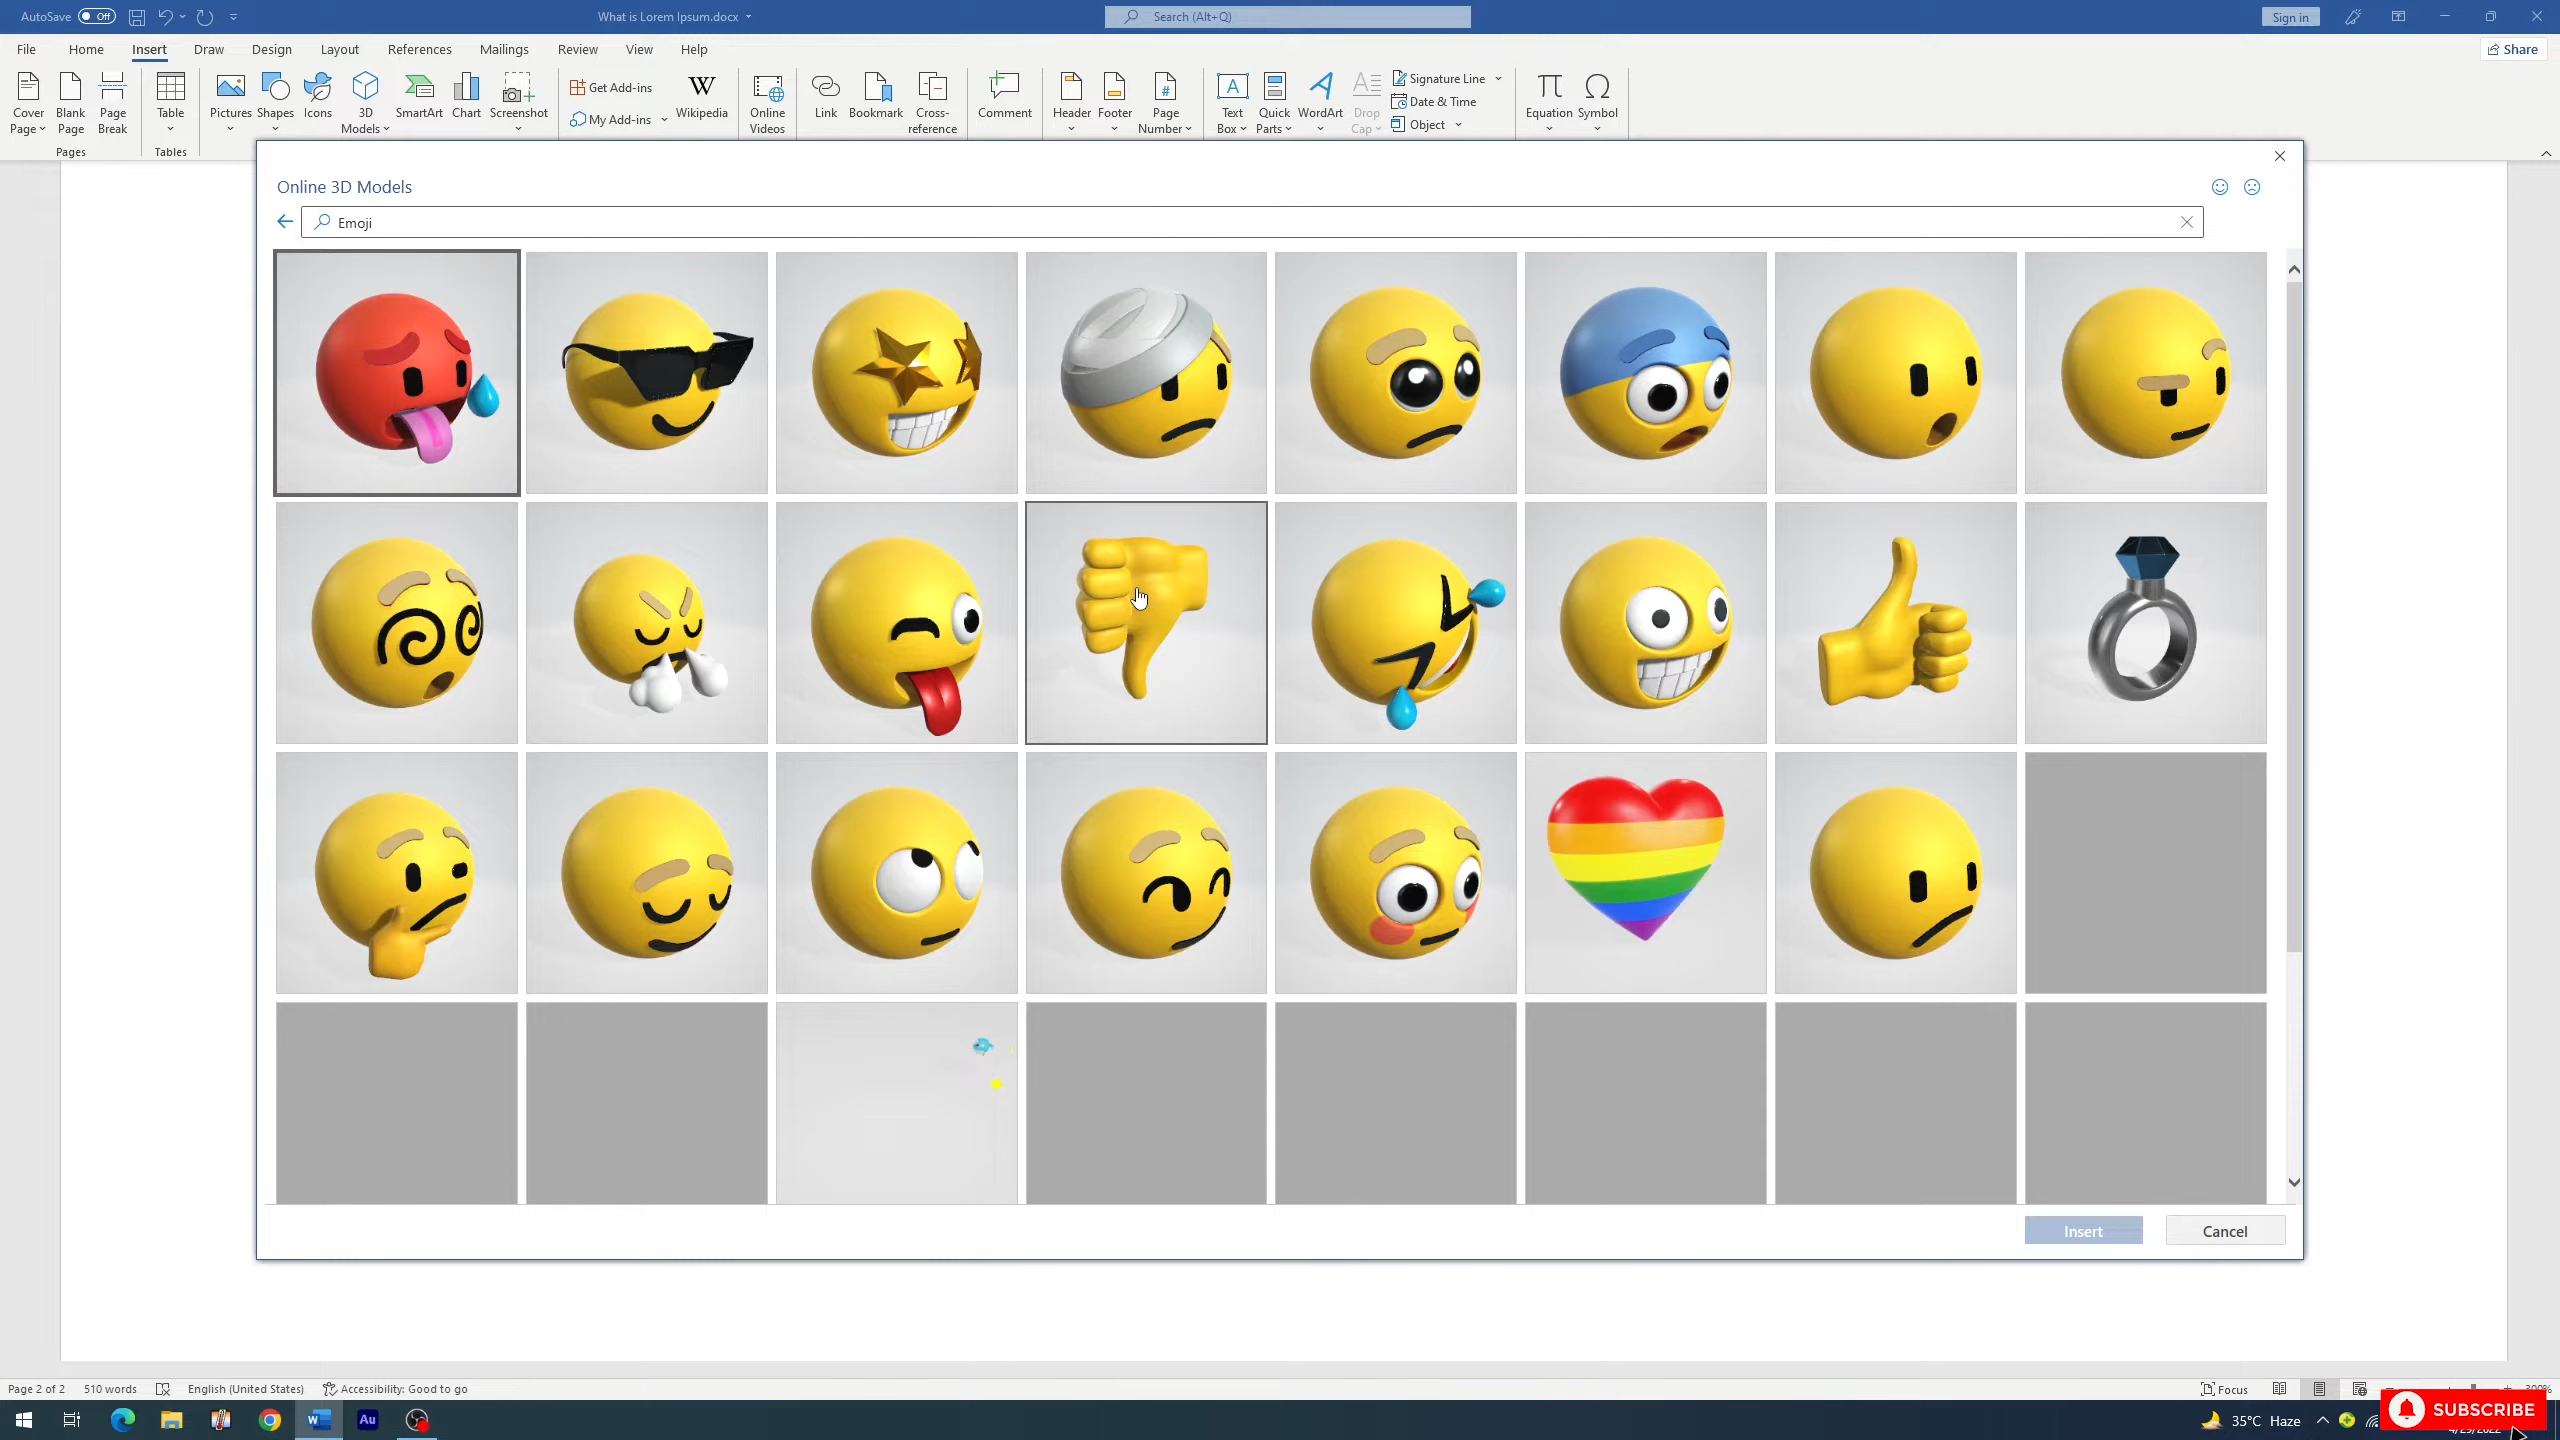 AutoSave Off What is Lorem Ipsum.docx Search (Alt+Q) Sign in
File Home Insert Draw Design Layout References Mailings Review View Help Share
Cover Page Blank Page Page Break Table Pictures Shapes Icons 3D Models SmartArt Chart Screenshot Get Add-ins My Add-ins W Wikipedia Online Videos Link Bookmark Cross-reference Comment Header Footer # Page Number A Text Box Quick Parts A WordArt A Drop Cap Signature Line Date & Time Object π Equation Ω Symbol
Pages Tables
Online 3D Models
Emoji
Insert Cancel
Page 2 of 2 510 words English (United States) Accessibility: Good to go Focus
W Au 35°C Haze SUBSCRIBE